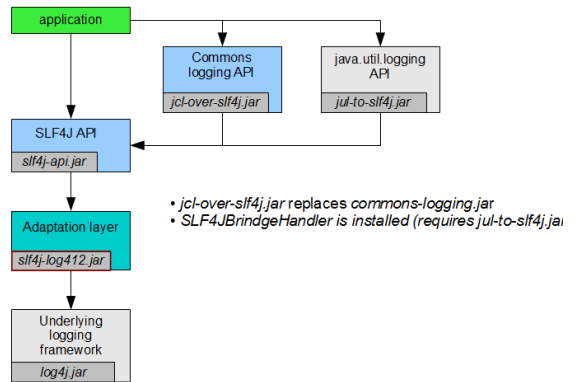 application
Commons
logging API
jcl-over-slf4j.jar
java.util.logging
API
jul-to-slf4j.jar
SLF4J API
slf4j-api.jar
• jcl-over-slf4j.jar replaces commons-logging.jar
• SLF4JBridgeHandler is installed (requires jul-to-slf4j.jar
Adaptation layer
slf4j-log412.jar
Underlying
logging
framework
log4j.jar